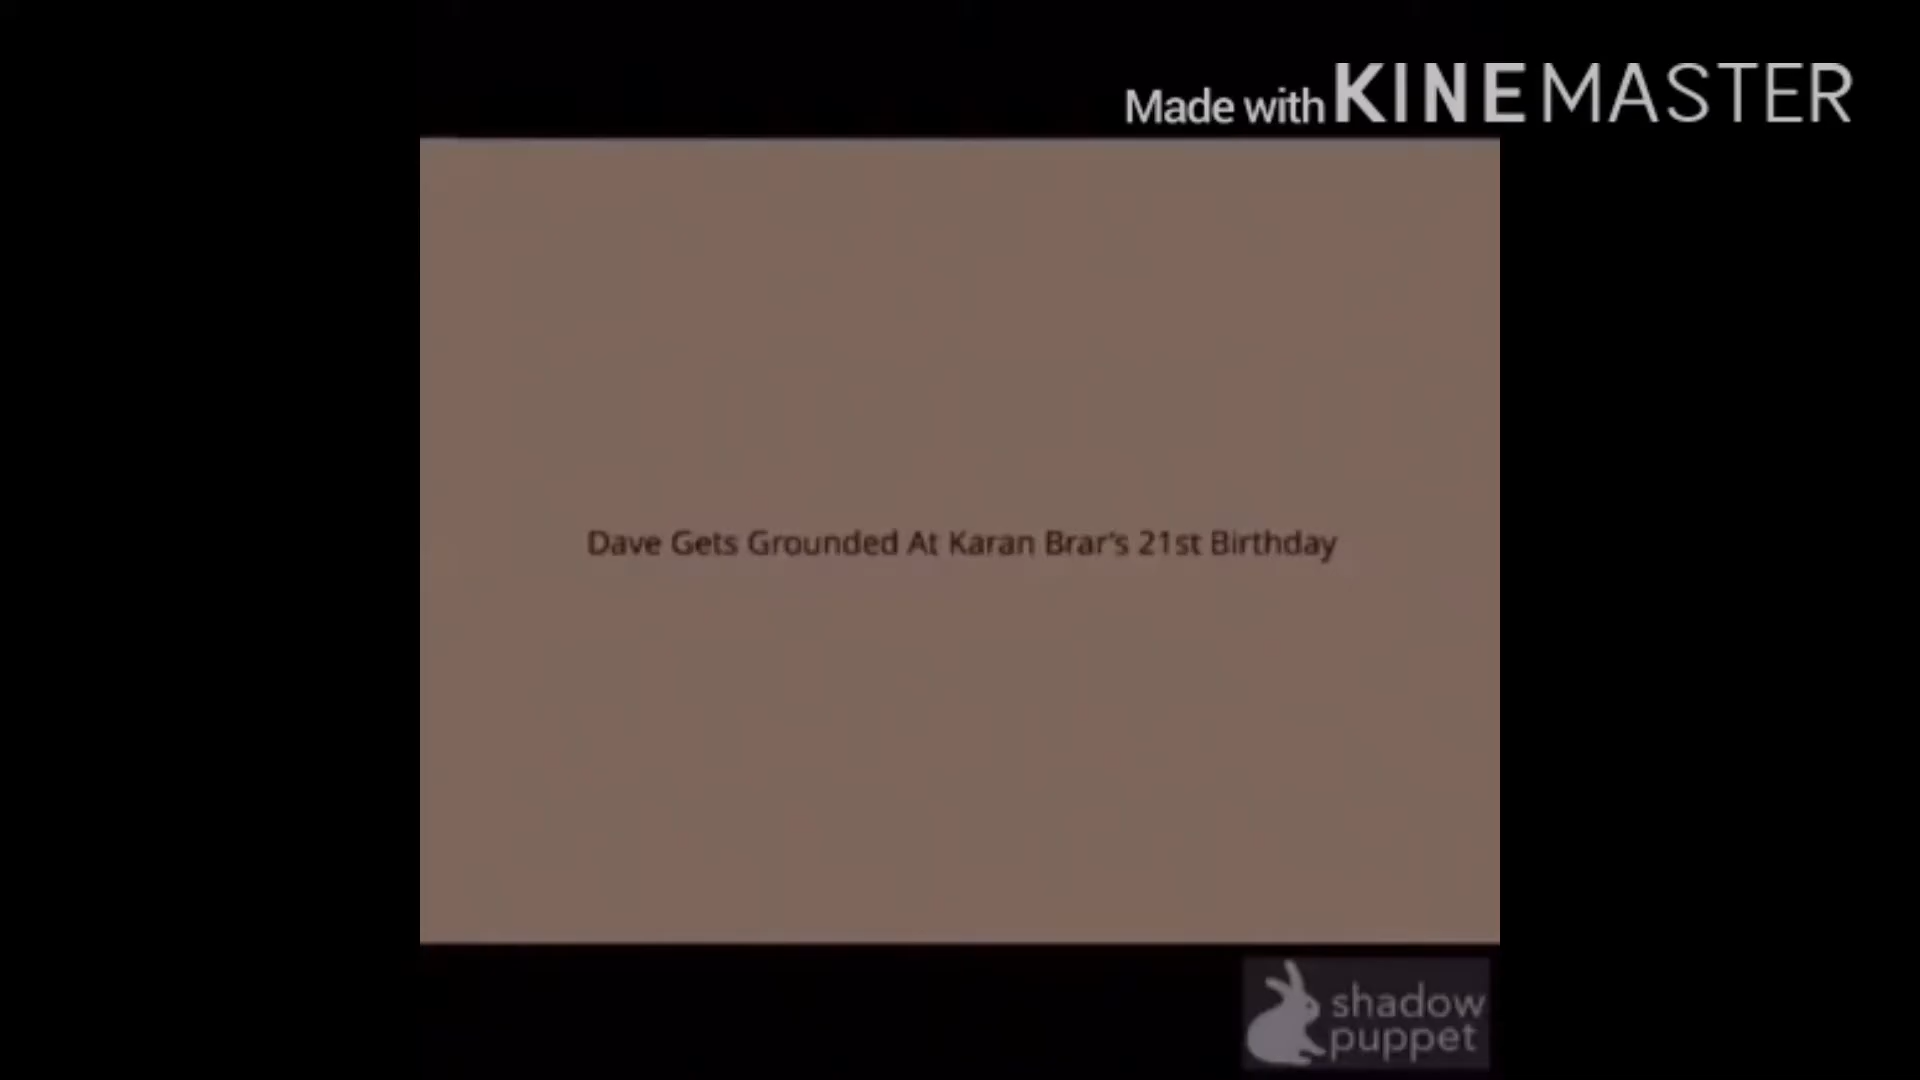 Made with KINEMASTER
Dave Gets Grounded At Karan Brar's 21st Birthday
shadow
puppet